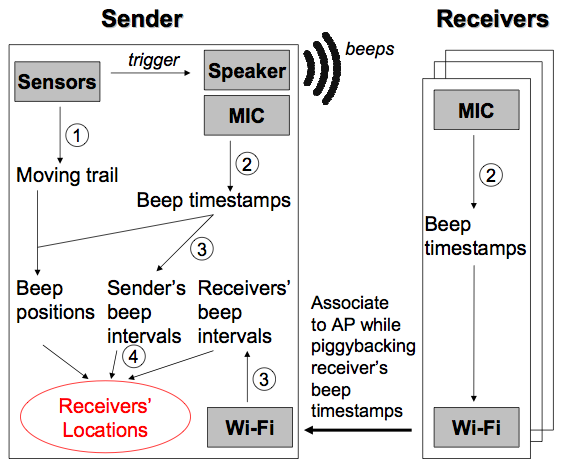 Sender
Receivers
trigger
beeps
Sensors
Speaker
MIC
MIC
1
2
2
Moving trail
Beep timestamps
Beep
timestamps
3
Beep
positions
Sender's
beep
intervals
Receivers'
beep
intervals
4
3
Associate
to AP while
piggybacking
receiver's
beep
timestamps
Receivers'
Locations
Wi-Fi
Wi-Fi